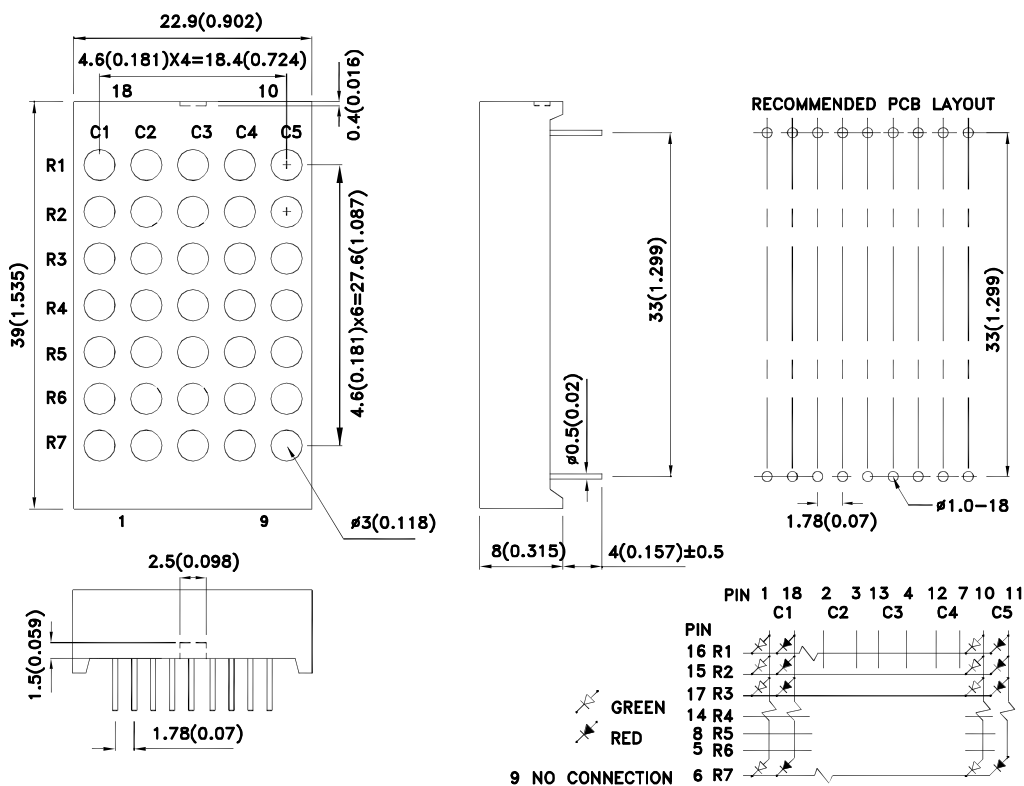 22.9(0.902)
4.6(0.181)X4=18.4(0.724)
18 10
0.4(0.016)
C1 C2 C3 C4 C5
R1
R2
R3
R4
R5
R6
R7
39(1.535)
4.6(0.181)x6=27.6(1.087)
1 9
ø3(0.118)
33(1.299)
ø0.5(0.02)
8(0.315)
4(0.157)±0.5
RECOMMENDED PCB LAYOUT
33(1.299)
1.78(0.07)
ø1.0-18
2.5(0.098)
1.5(0.059)
1.78(0.07)
GREEN
RED
9 NO CONNECTION
PIN 1 18 2 3 13 4 12 7 10 11
C1 C2 C3 C4 C5
PIN
16 R1
15 R2
17 R3
14 R4
8 R5
5 R6
6 R7